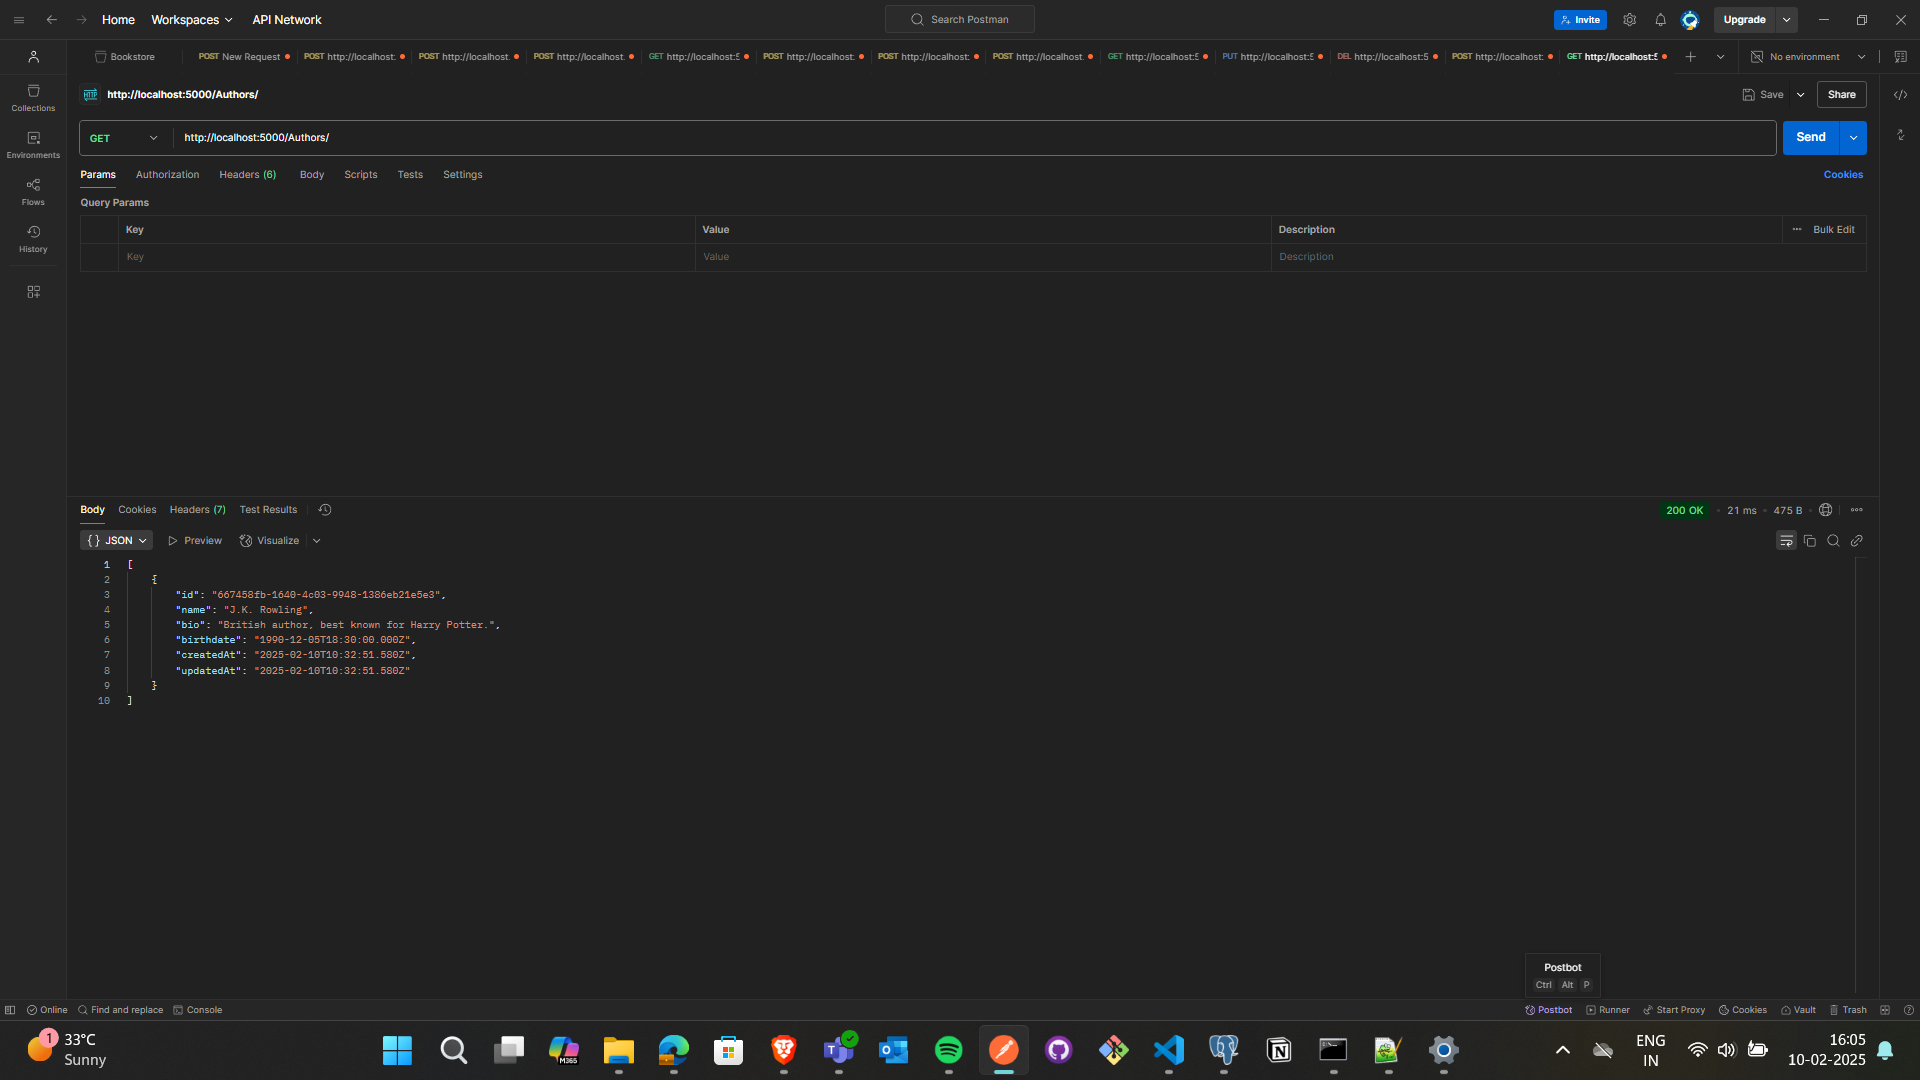 Home Workspaces API Network Search Postman Invite Upgrade
Bookstore POST New Request POST http://localhost: POST http://localhost. POST http://localhost. GET http://localhost:5 POST http://localhost. POST http://localhost: POST http://localhost. GET http://localhost:5 PUT http://localhost:5 DEL http://localhost:5 POST http://localhost: GET http://localhost:5 No environment
http://localhost:5000/Authors/ Save Share
HTTP
Collections
Environments
Flows
History
GET http://localhost:5000/Authors/ Send
Params Authorization Headers (6) Body Scripts Tests Settings Cookies
Query Params
Key Value Description Bulk Edit
Key Value Description
Body Cookies Headers (7) Test Results 200 OK 21 ms 475 B
{} JSON Preview Visualize
1 [
2 {
3 "id": "667458fb-1640-4c03-9948-1386eb21e5e3",
4 "name": "J.K. Rowling",
5 "bio": "British author, best known for Harry Potter.",
6 "birthdate": "1990-12-05T18:30:00.000Z",
7 "createdAt": "2025-02-10T10:32:51.580Z",
8 "updatedAt": "2025-02-10T10:32:51.580Z"
9 }
10 ]
Postbot
Ctrl Alt P
Online Find and replace Console Postbot Runner Start Proxy Cookies Vault Trash
1 33°C
Sunny
M365
ENG
IN
16:05
10-02-2025